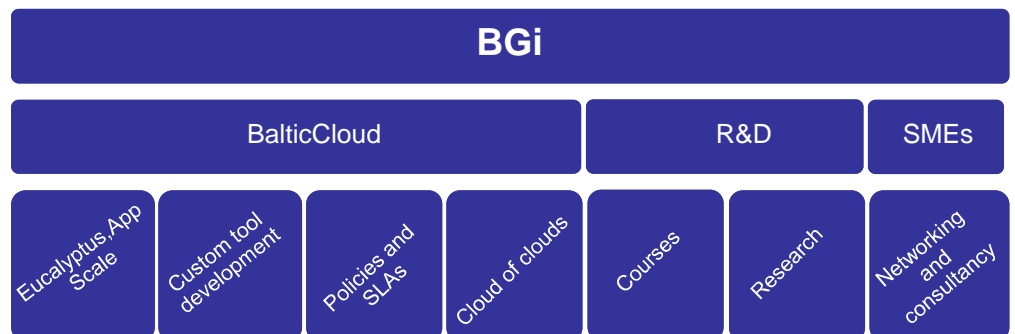 BGi
BalticCloud
R&D
SMEs
Eucalyptus,App
Scale
Custom tool
development
Policies and
SLAs
Cloud of clouds
Courses
Research
Networking
and
consultancy